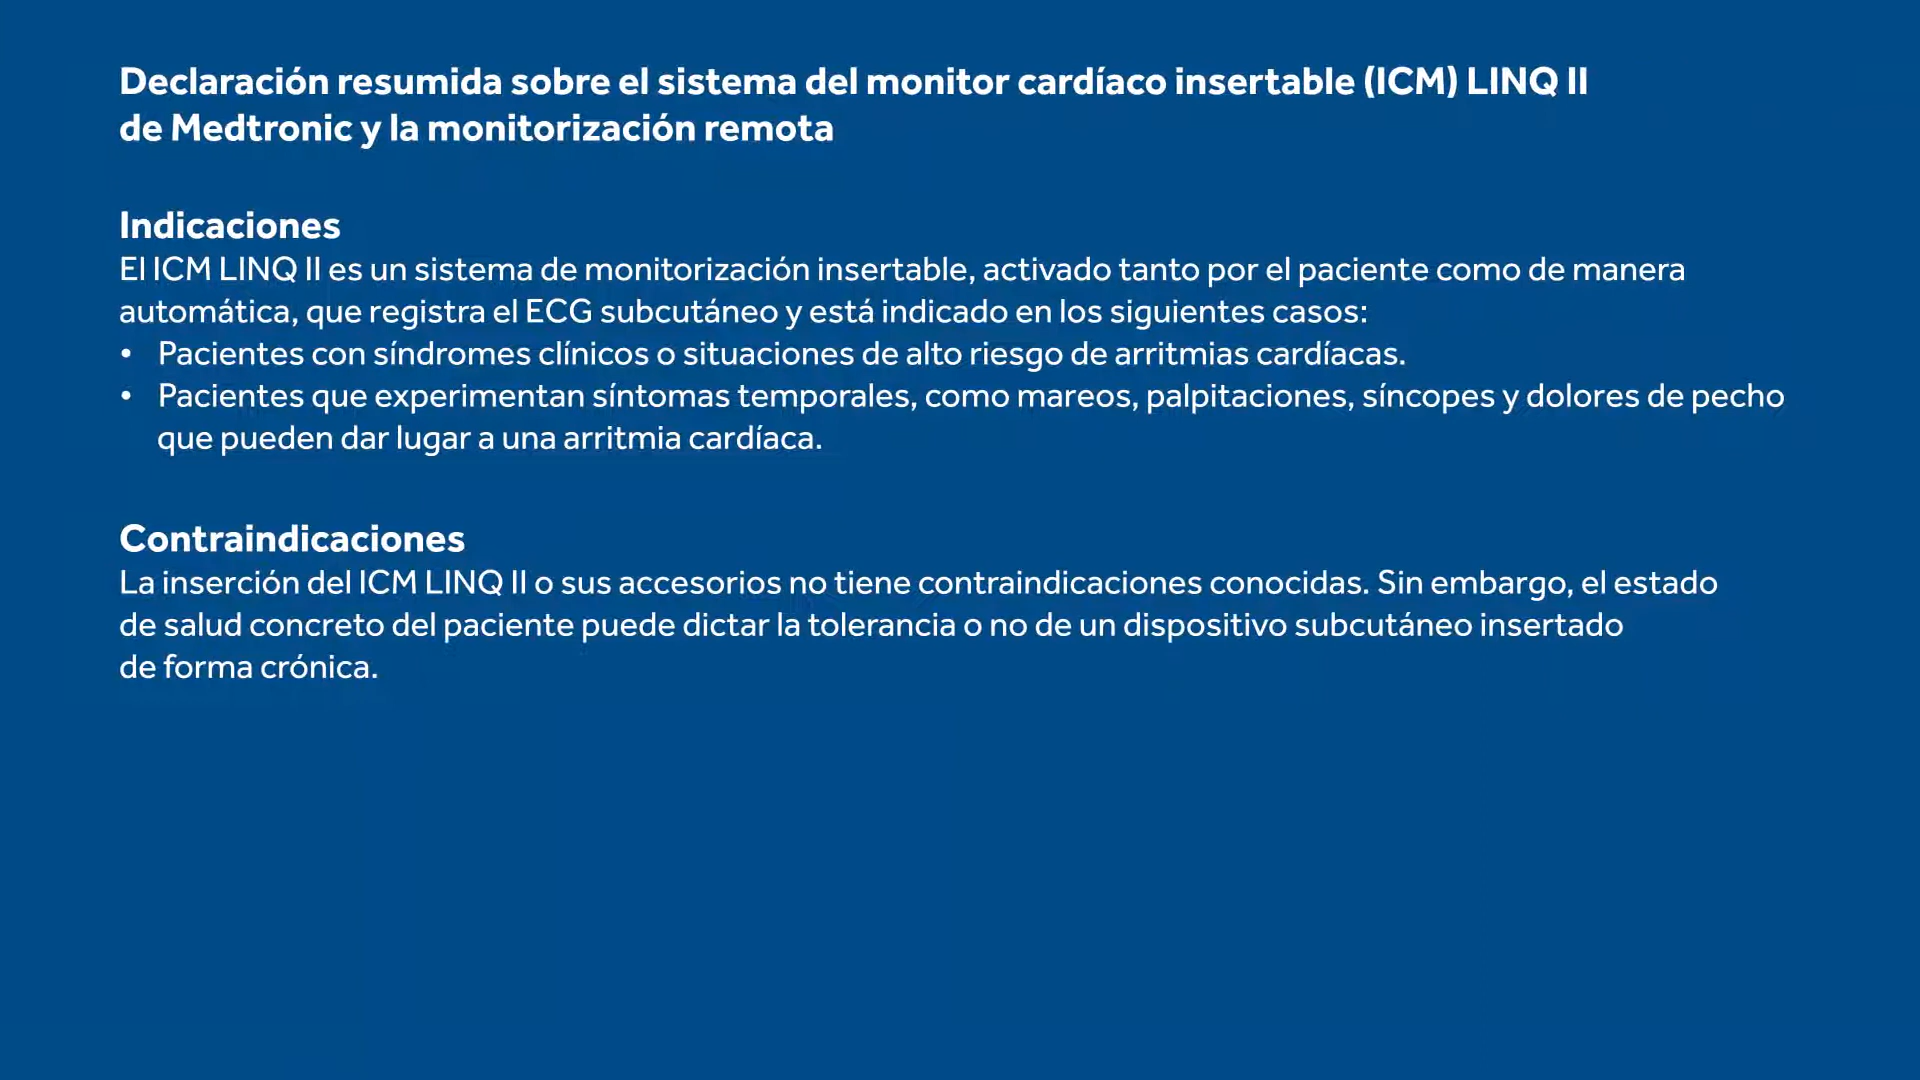 Declaración resumida sobre el sistema del monitor cardíaco insertable (ICM) LINQ II
de Medtronic y la monitorización remota
Indicaciones
El ICM LINQ II es un sistema de monitorización insertable, activado tanto por el paciente como de manera
automática, que registra el ECG subcutáneo y está indicado en los siguientes casos:
• Pacientes con síndromes clínicos o situaciones de alto riesgo de arritmias cardíacas.
• Pacientes que experimentan síntomas temporales, como mareos, palpitaciones, síncopes y dolores de pecho
que pueden dar lugar a una arritmia cardíaca.
Contraindicaciones
La inserción del ICM LINQ II o sus accesorios no tiene contraindicaciones conocidas. Sin embargo, el estado
de salud concreto del paciente puede dictar la tolerancia o no de un dispositivo subcutáneo insertado
de forma crónica.